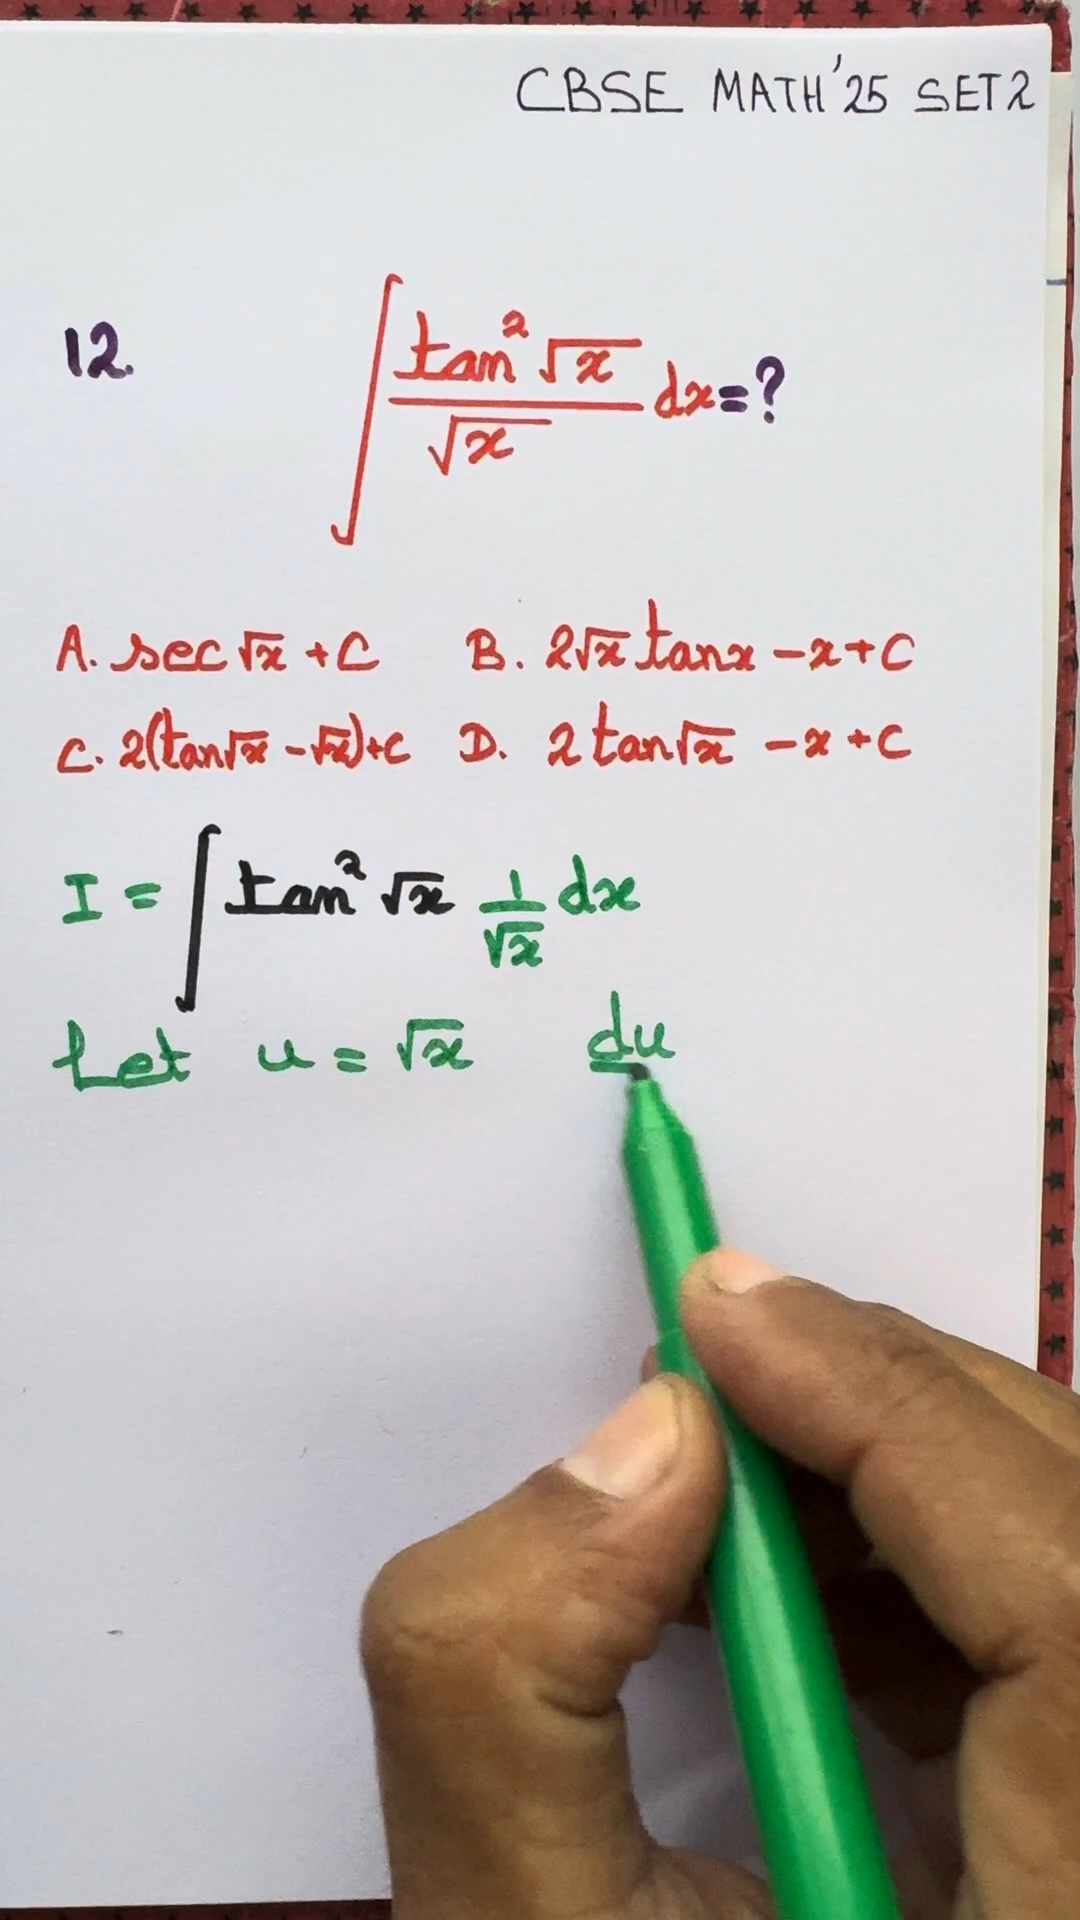 CBSE MATH'25 SET2
12. ∫ tan² √x / √x dx = ?
A. sec √x + C B. 2√x tanx - x + C
C. 2(tan√x - √x) + C D. 2 tan√x - x + C
I = ∫ tan² √x 1/√x dx
Let u = √x du